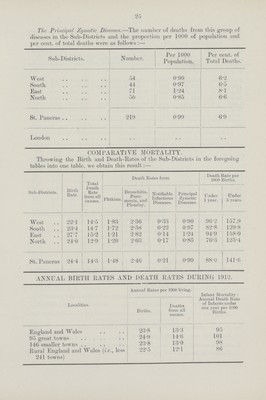 25
The Principal Zymotic Diseases.—The number of deaths from this group of
diseases in the Sub-Districts and the proportion per 1000 of population and
per cent. of total deaths were as follows :—
Sub-Districts. Number. Per 1000 Population. Per cent. of Total Deaths.
West 54 0·96 6·2
South 44 0·97 6·5
East 71 1·24 8·1
North 50 0·85 6·6
St. Pancras 219 0·99 6·9
London
COMPARATIVE MORTALITY.
Throwing the Birth and Death-Rates of the Sub-Districts in the foregoing
tables into one table, we obtain this result :—
Sub-Districts. Birth Rate. Total Death Rate from all causes. Death Rates from Death Rate per 1000 Births.
Phthisis. Bronchitis, Pneumonia, and Pleurisy. Notifiable Infectious Diseases. Principal Zymotic Diseases. Under 1 year. Under 5 years.
West 22·1 14·5 1·83 2·36 0·96 96·2 157·8
South 23·4 14·7 1·72 2·58 0·22 0·97 82·8 129·8
East 27·7 15·2 1·21 2·82 0·14 1·24 94·9 158·0
North 24·0 12·9 1·20 2·03 0·17 0·85 123·4
St. Pancras 24·4 14·3 1·48 2·46 0·21 0·99 141·6
ANNUAL BIRTH RATES AND DEATH RATES DURING 1912.
Localities. Annual Rates per 1000 living. Infant Mortality Annual Death Rate of Infants under one year per 1000 Births.
Births. Deaths from all causes.
England and Wales 23·8 13·3 95
95 great towns 24·9 14·6 101
146 smaller towns 23·8 13·0 98
Rural England and Wales (i.e., less 22·5 12·1 86
241 towns)